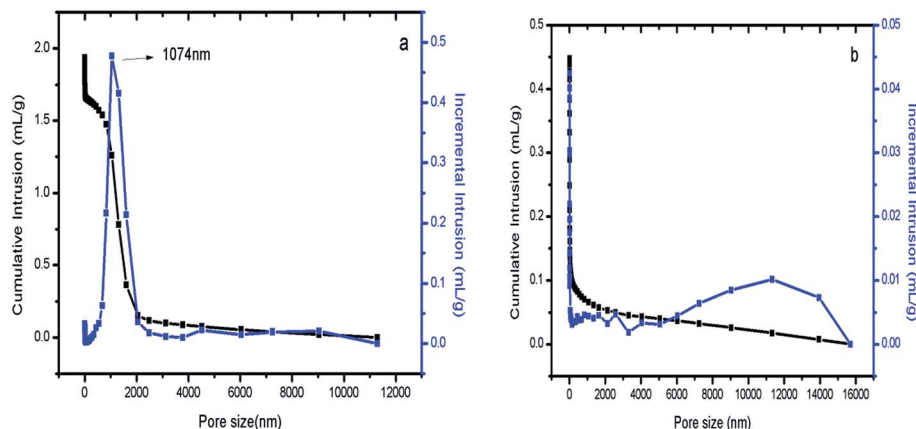 a
1074nm
Cumulative Intrusion (mL/g)
2.0
1.5
1.0
0.5
0.0
Incremental Intrusion (mL/g)
0.5
0.4
0.3
0.2
0.1
0.0
0 2000 4000 6000 8000 10000 12000
Pore size(nm)
b
Cumulative Intrusion (mL/g)
0.5
0.4
0.3
0.2
0.1
0.0
Incremental Intrusion (mL/g)
0.05
0.04
0.03
0.02
0.01
0.00
0 2000 4000 6000 8000 10000 12000 14000 16000
Pore size(nm)